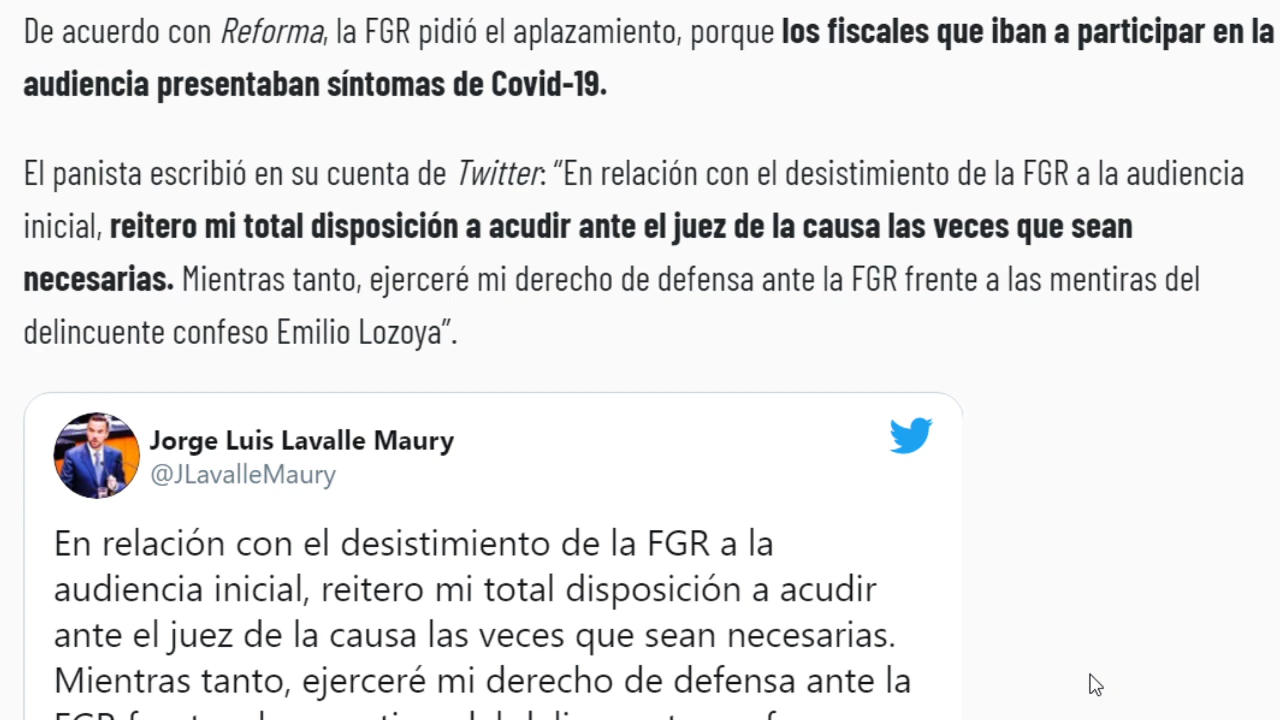 De acuerdo con Reforma, la FGR pidió el aplazamiento, porque los fiscales que iban a participar en la
audiencia presentaban síntomas de Covid-19.
El panista escribió en su cuenta de Twitter: “En relación con el desistimiento de la FGR a la audiencia
inicial, reitero mi total disposición a acudir ante el juez de la causa las veces que sean
necesarias. Mientras tanto, ejerceré mi derecho de defensa ante la FGR frente a las mentiras del
delincuente confeso Emilio Lozoya”.
Jorge Luis Lavalle Maury
@JLavalleMaury
En relación con el desistimiento de la FGR a la
audiencia inicial, reitero mi total disposición a acudir
ante el juez de la causa las veces que sean necesarias.
Mientras tanto, ejerceré mi derecho de defensa ante la